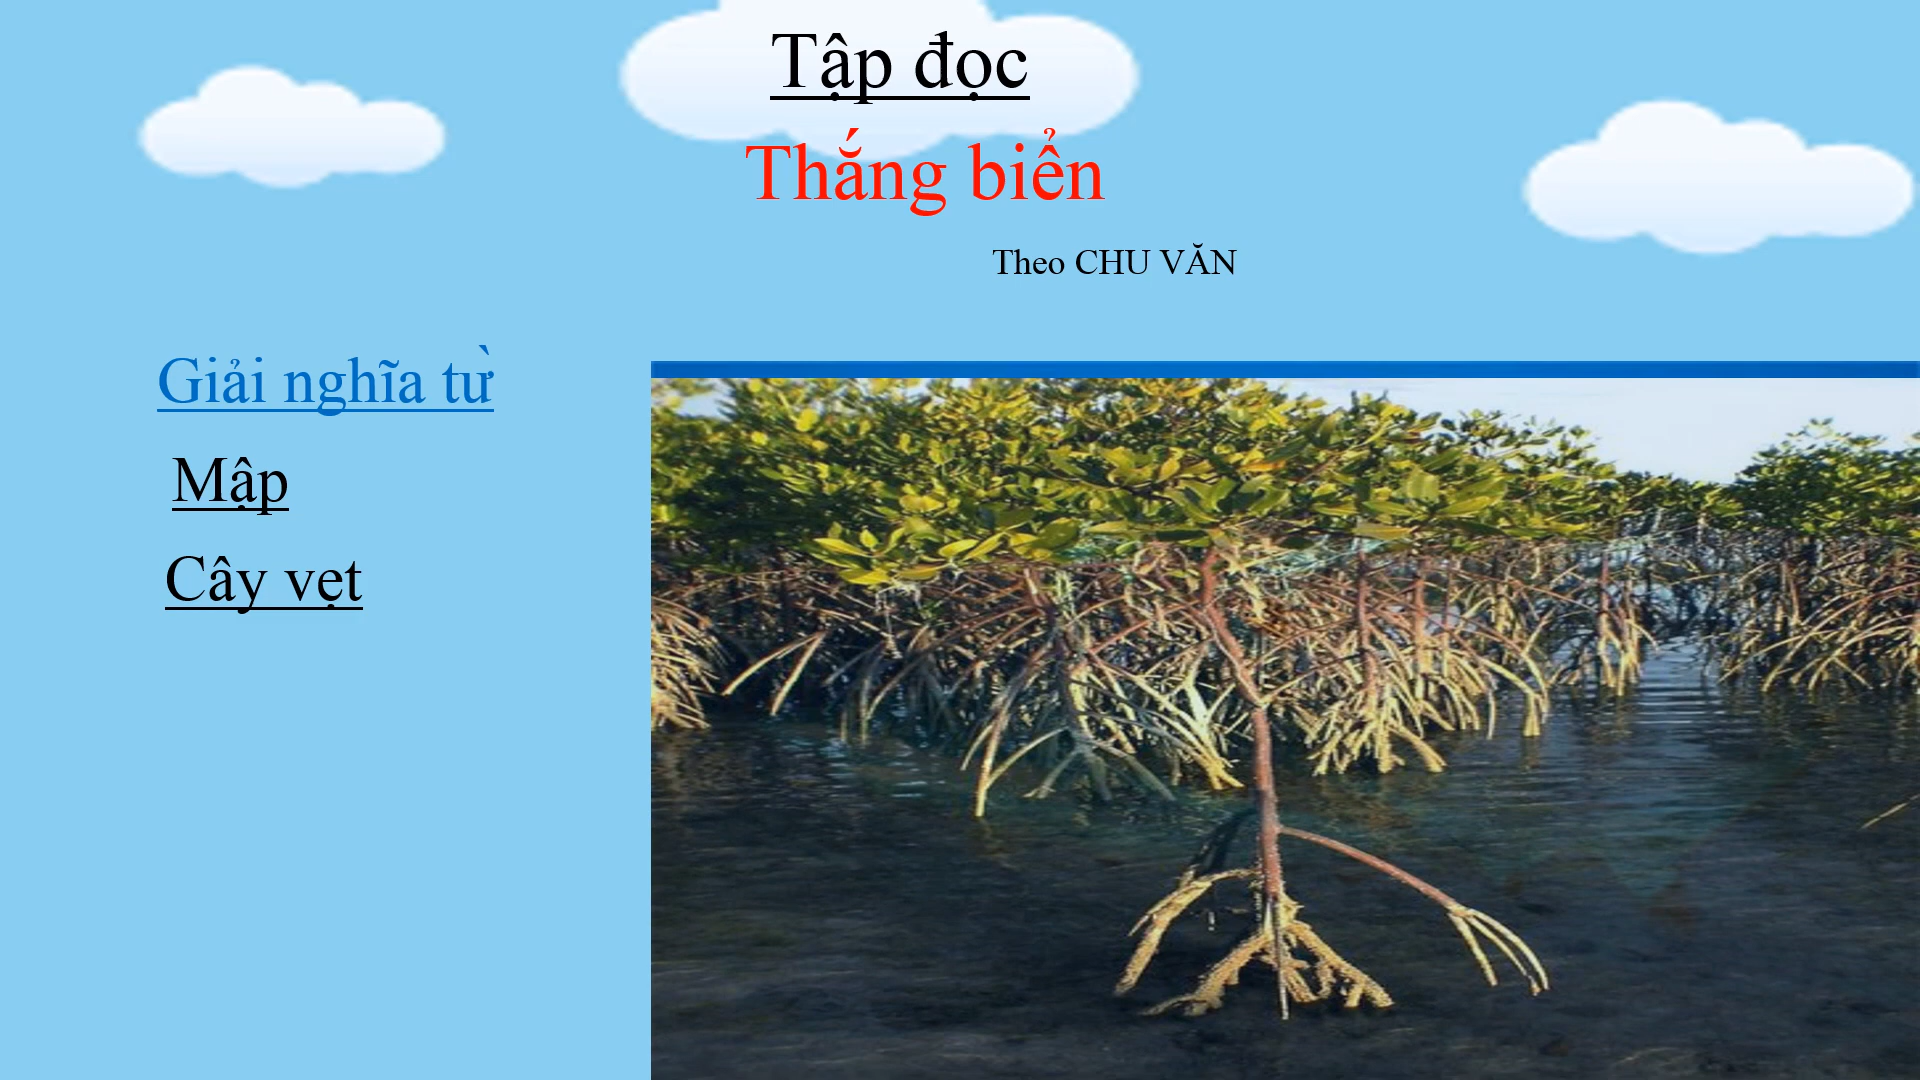 Tập đọc
Thắng biển
Theo CHU VĂN
Giải nghĩa từ
Mập
Cây vẹt